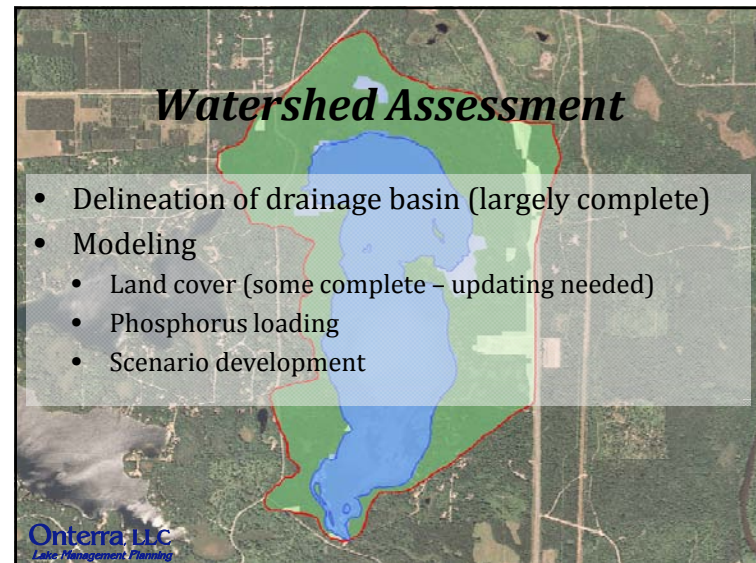 Watershed Assessment
• Delineation of drainage basin (largely complete)
• Modeling
• Land cover (some complete – updating needed)
• Phosphorus loading
• Scenario development
Onterra, LLC
Lake Management Planning